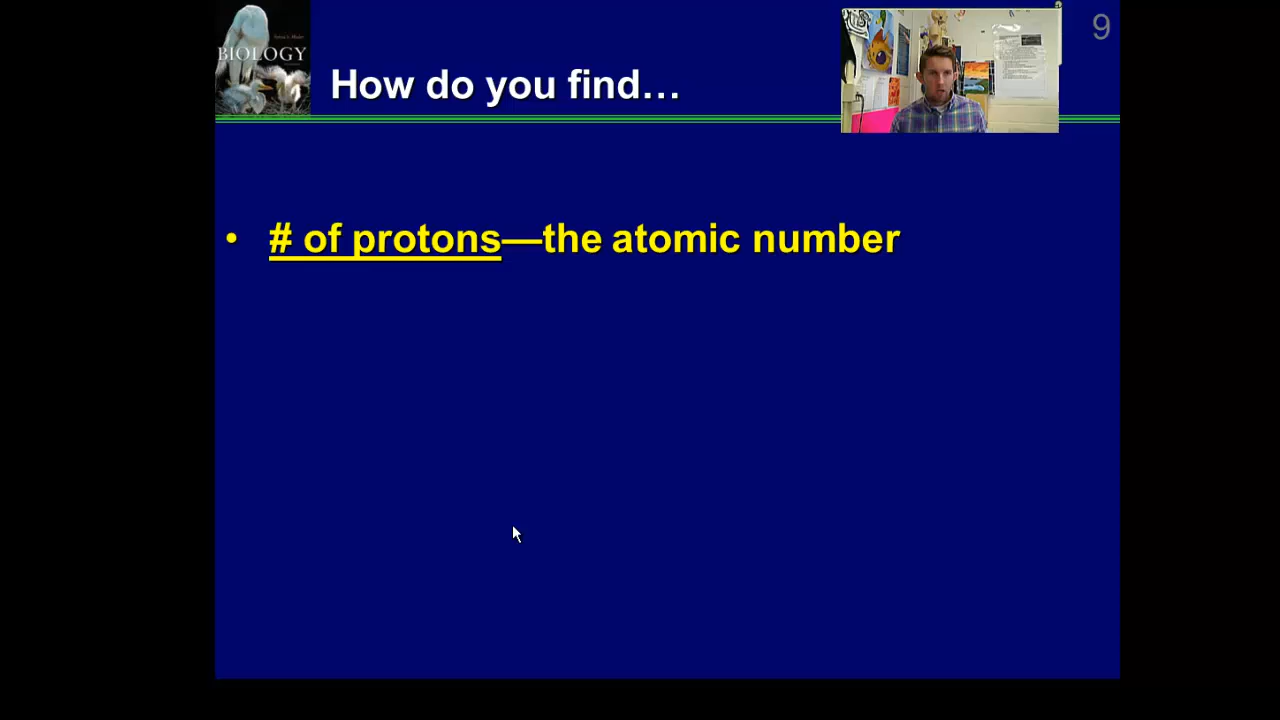 9
BIOLOGY
How do you find…
• # of protons—the atomic number